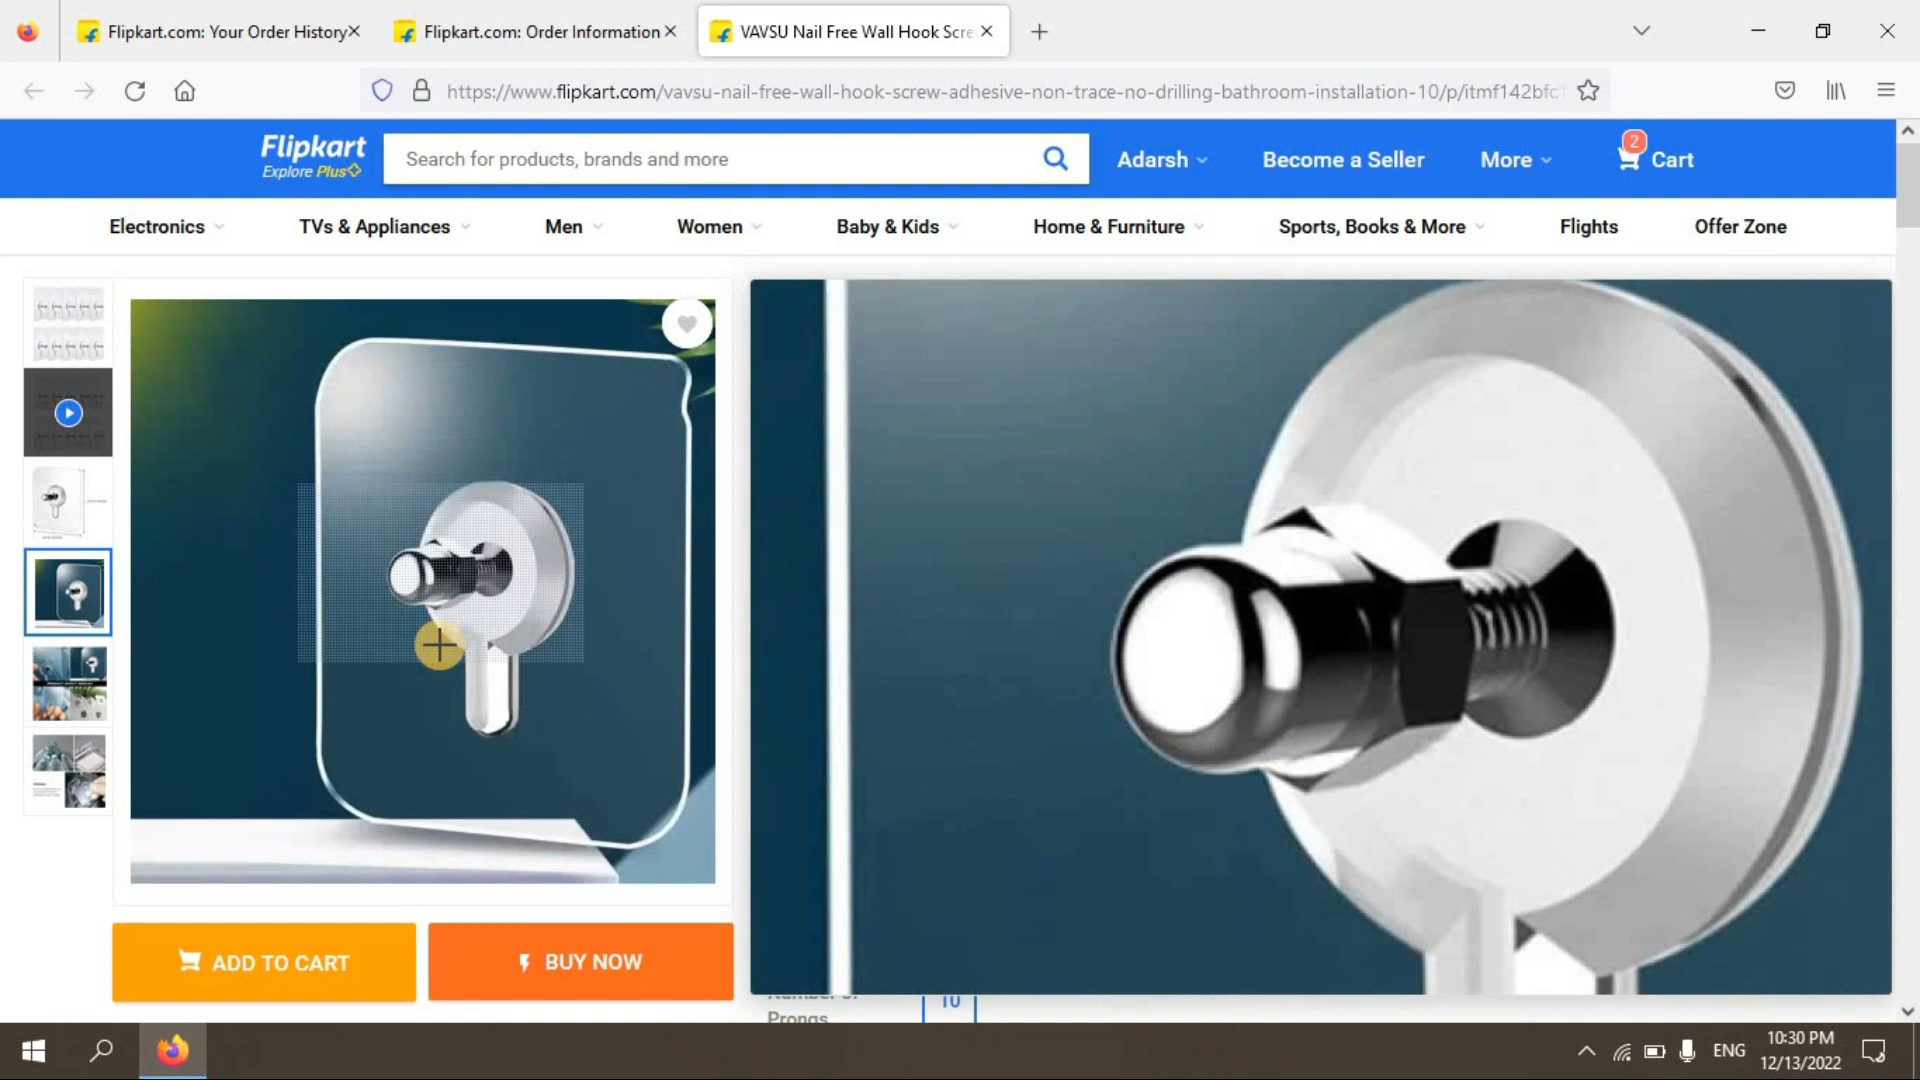 Flipkart.com: Your Order History
Flipkart.com: Order Information
VAVSU Nail Free Wall Hook Scre
https://www.flipkart.com/vavsu-nail-free-wall-hook-screw-adhesive-non-trace-no-drilling-bathroom-installation-10/p/itmf142bfc
Flipkart
Explore Plus
Search for products, brands and more
Adarsh
Become a Seller
More
2
Cart
Electronics
TVs & Appliances
Men
Women
Baby & Kids
Home & Furniture
Sports, Books & More
Flights
Offer Zone
ADD TO CART
BUY NOW
Number of
Prongs
10
ENG
10:30 PM
12/13/2022